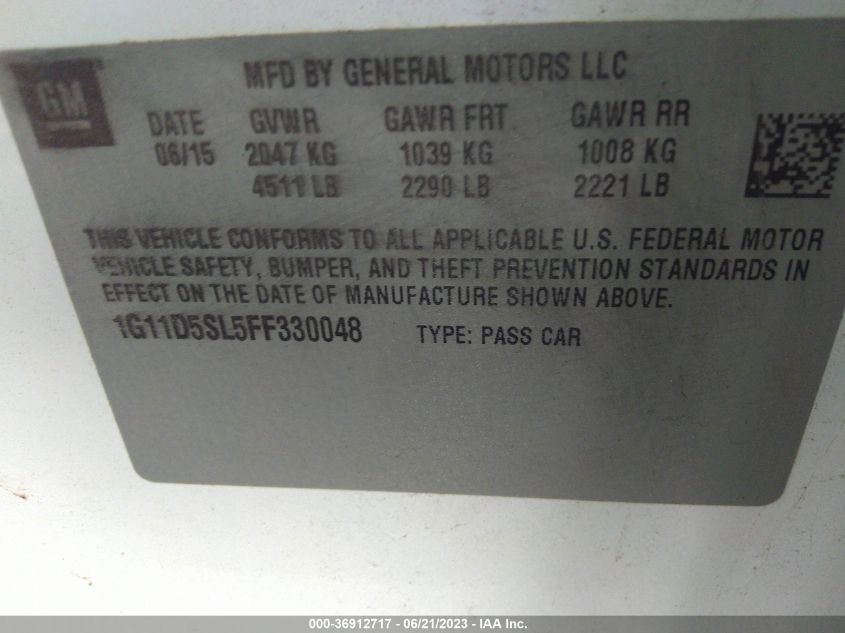 GM
MFD BY GENERAL MOTORS LLC
DATE GVWR GAWR FRT GAWR RR
06/15 2047 KG 1039 KG 1008 KG
4511 LB 2290 LB 2221 LB
THIS VEHICLE CONFORMS TO ALL APPLICABLE U.S. FEDERAL MOTOR
VEHICLE SAFETY, BUMPER, AND THEFT PREVENTION STANDARDS IN
EFFECT ON THE DATE OF MANUFACTURE SHOWN ABOVE.
1G11D5SL5FF330048 TYPE: PASS CAR
000-36912717 - 06/21/2023 - IAA Inc.